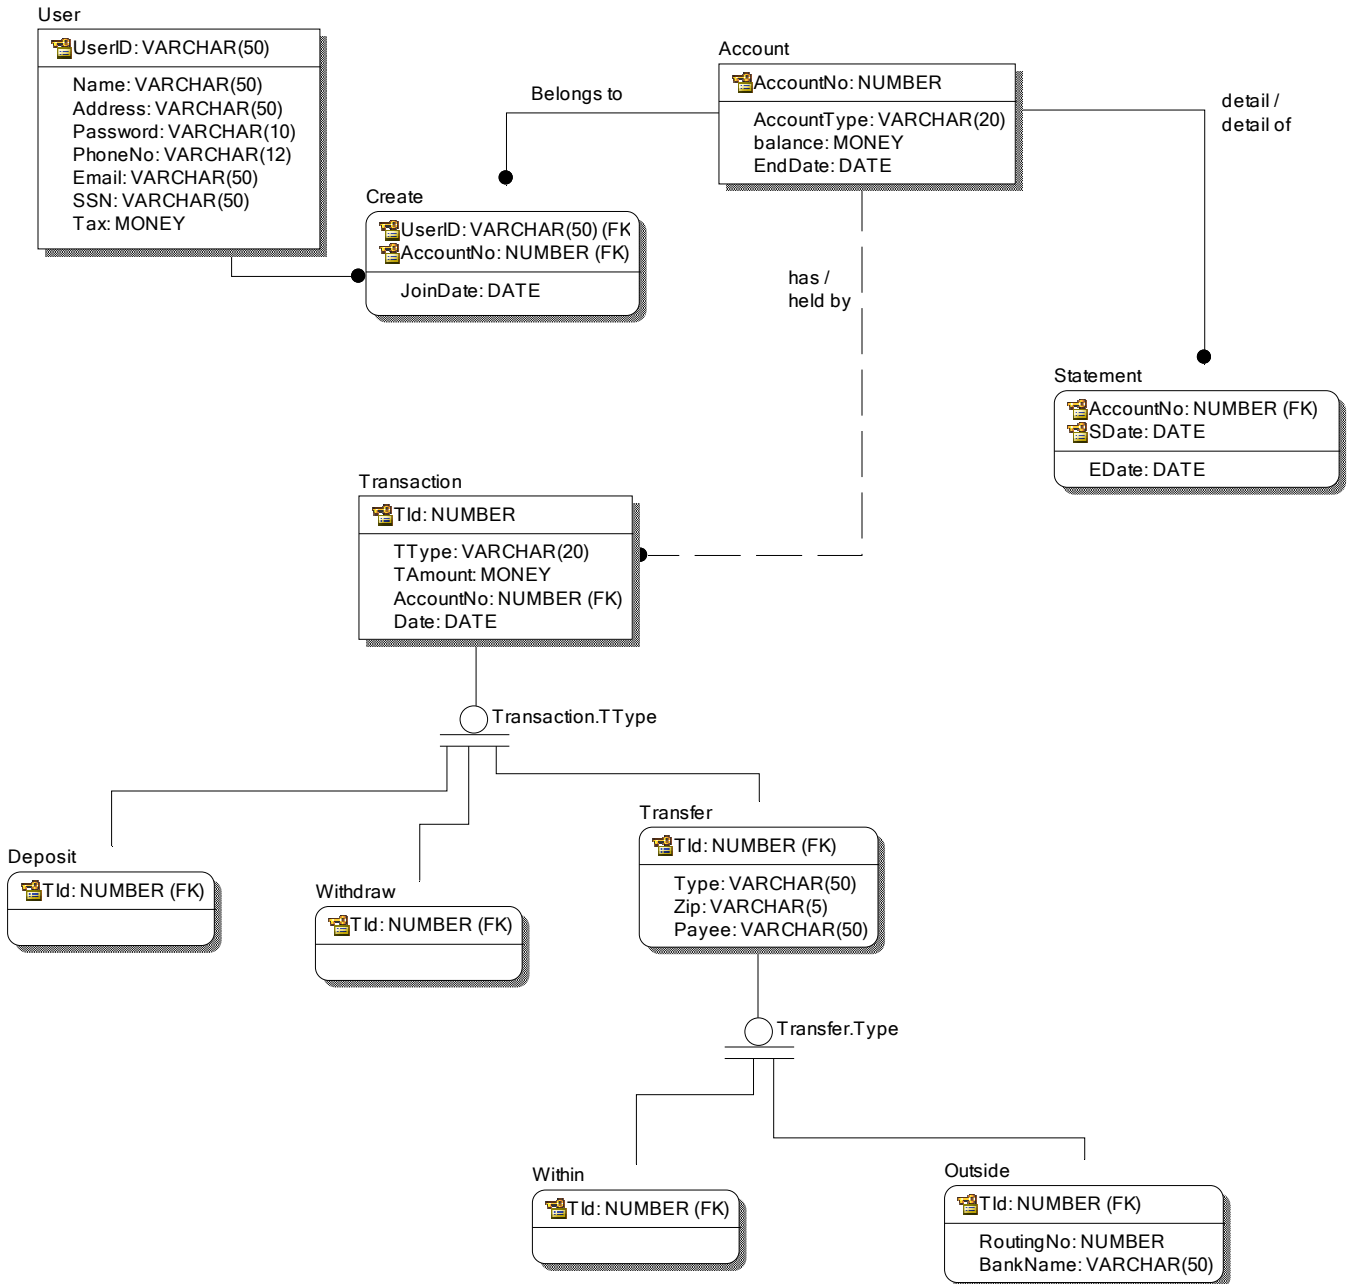 User
UserID: VARCHAR(50)
Name: VARCHAR(50)
Address: VARCHAR(50)
Password: VARCHAR(10)
PhoneNo: VARCHAR(12)
Email: VARCHAR(50)
SSN: VARCHAR(50)
Tax: MONEY
Account
AccountNo: NUMBER
AccountType: VARCHAR(20)
balance: MONEY
EndDate: DATE
Belongs to
detail /
detail of
Create
UserID: VARCHAR(50) (FK
AccountNo: NUMBER (FK)
JoinDate: DATE
has /
held by
Statement
AccountNo: NUMBER (FK)
SDate: DATE
EDate: DATE
Transaction
TId: NUMBER
TType: VARCHAR(20)
TAmount: MONEY
AccountNo: NUMBER (FK)
Date: DATE
Transaction.TType
Deposit
TId: NUMBER (FK)
Withdraw
TId: NUMBER (FK)
Transfer
TId: NUMBER (FK)
Type: VARCHAR(50)
Zip: VARCHAR(5)
Payee: VARCHAR(50)
Transfer.Type
Within
TId: NUMBER (FK)
Outside
TId: NUMBER (FK)
RoutingNo: NUMBER
BankName: VARCHAR(50)